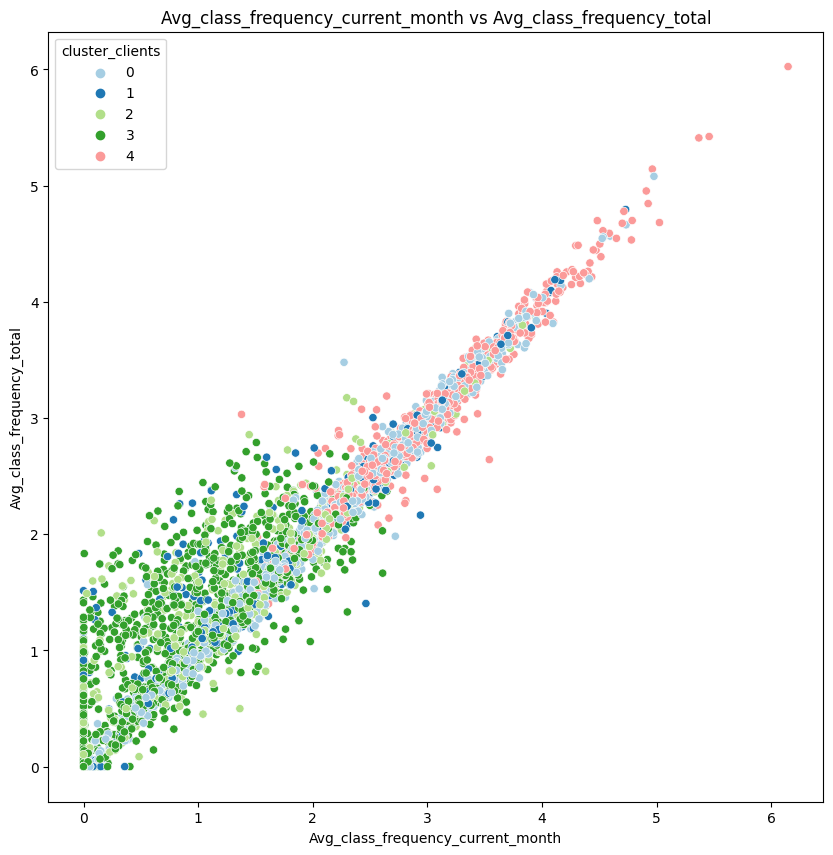 Avg_class_frequency_current_month vs Avg_class_frequency_total
cluster_clients
0
1
2
3
4
6
5
4
3
2
1
0
Avg_class_frequency_total
0 1 2 3 4 5 6
Avg_class_frequency_current_month